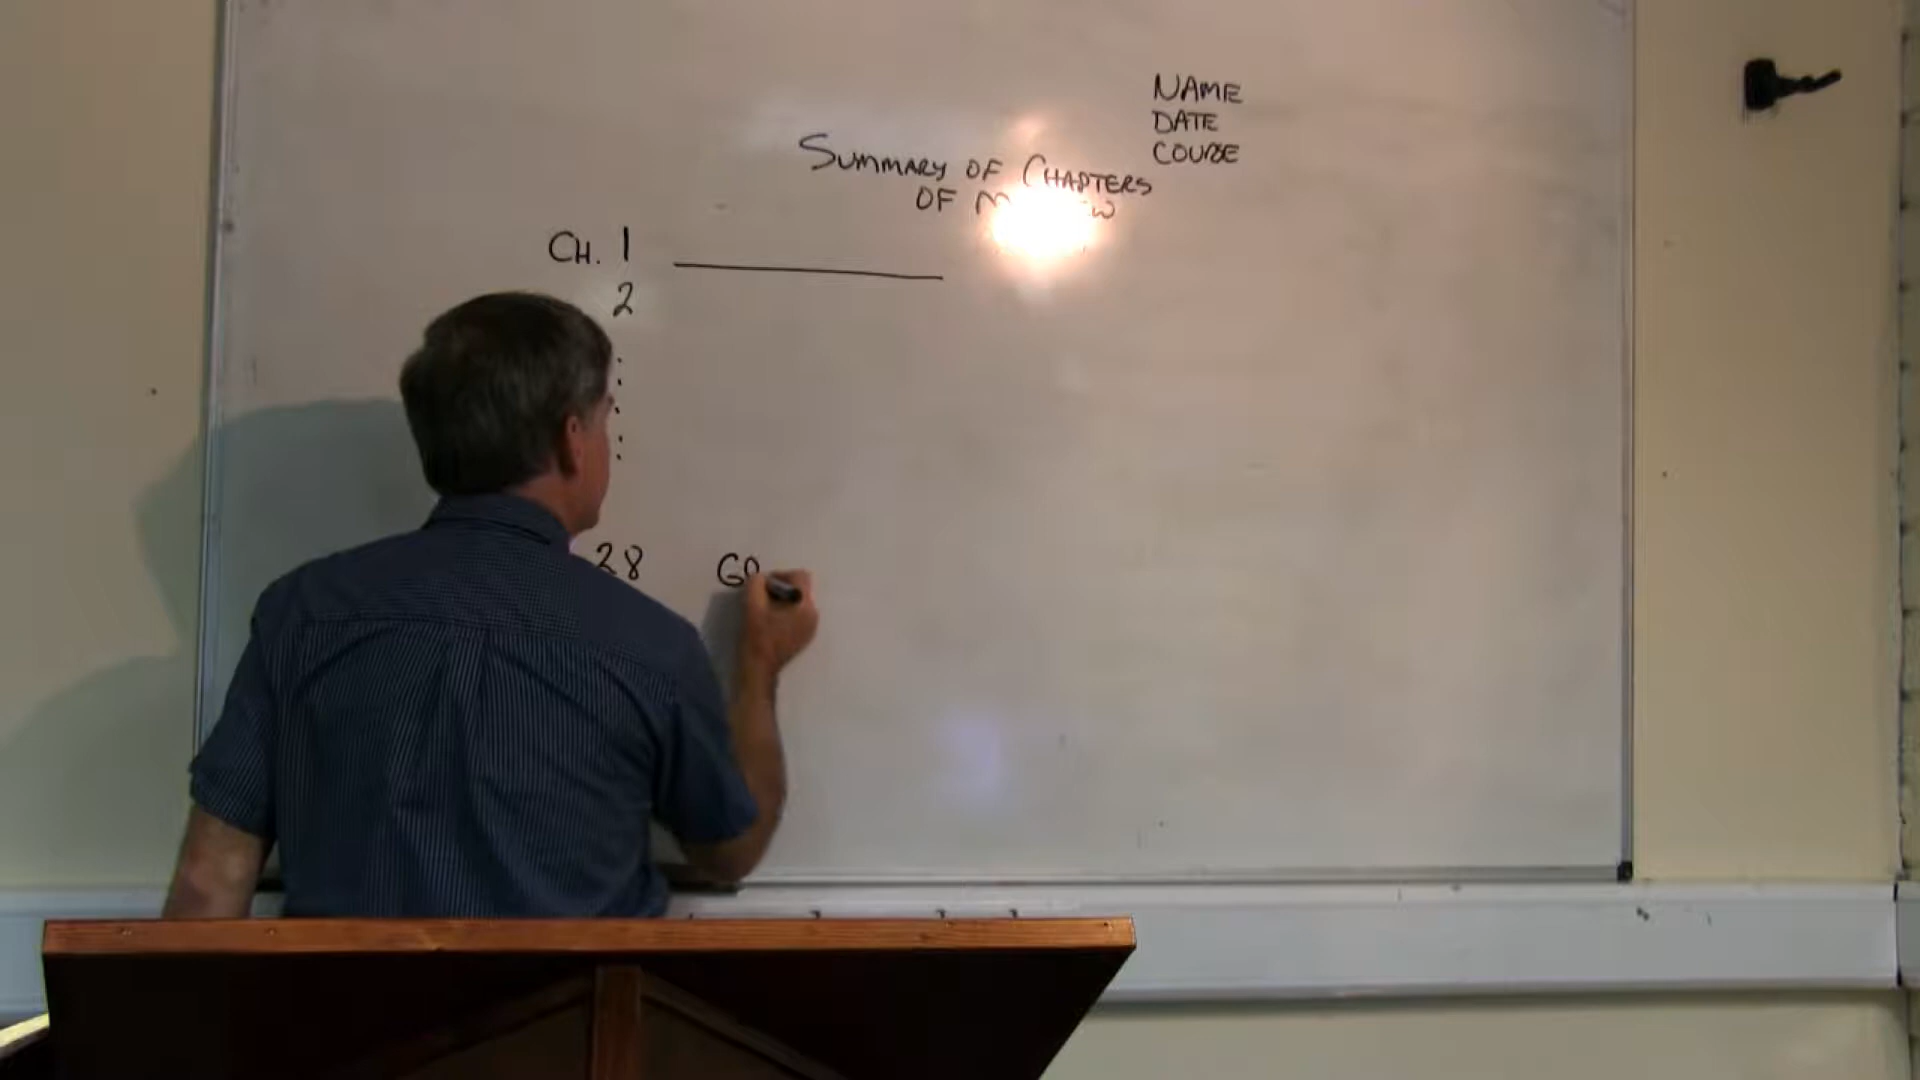 NAME
DATE
COURSE
SUMMARY OF CHAPTERS
OF
CH. 1
2
28